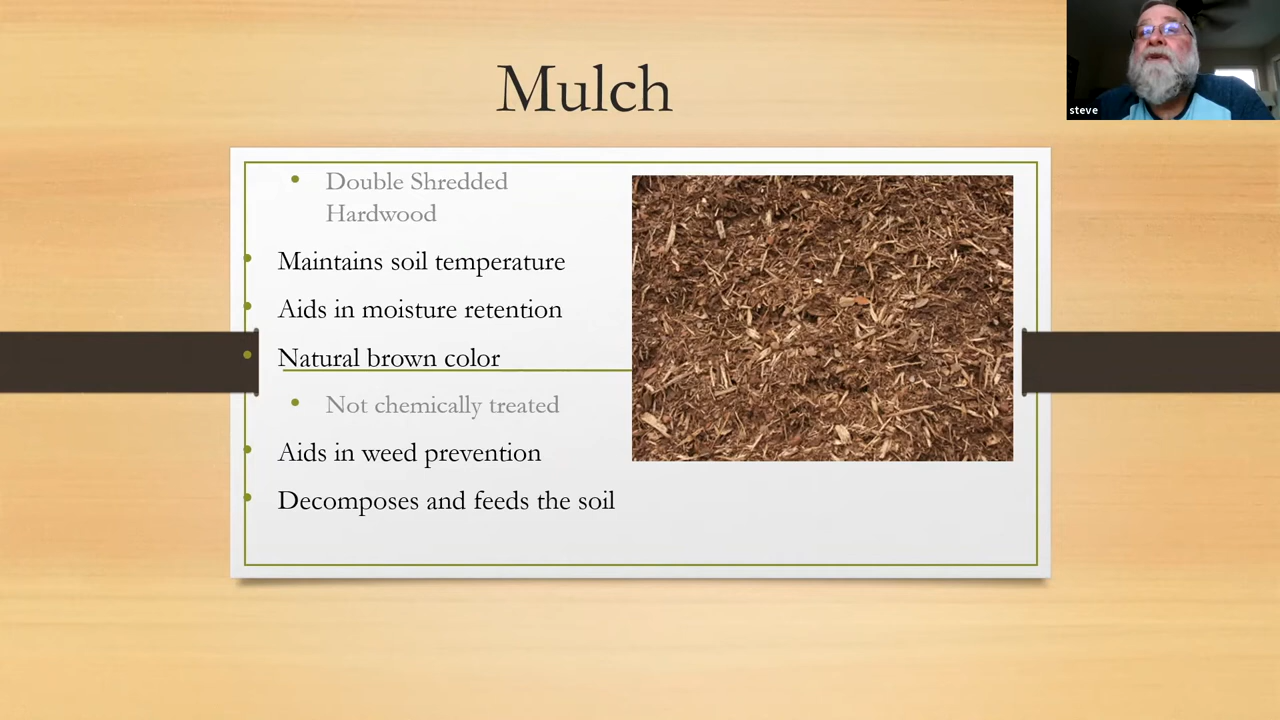 Mulch
steve
Double Shredded
Hardwood
Maintains soil temperature
Aids in moisture retention
Natural brown color
Not chemically treated
Aids in weed prevention
Decomposes and feeds the soil